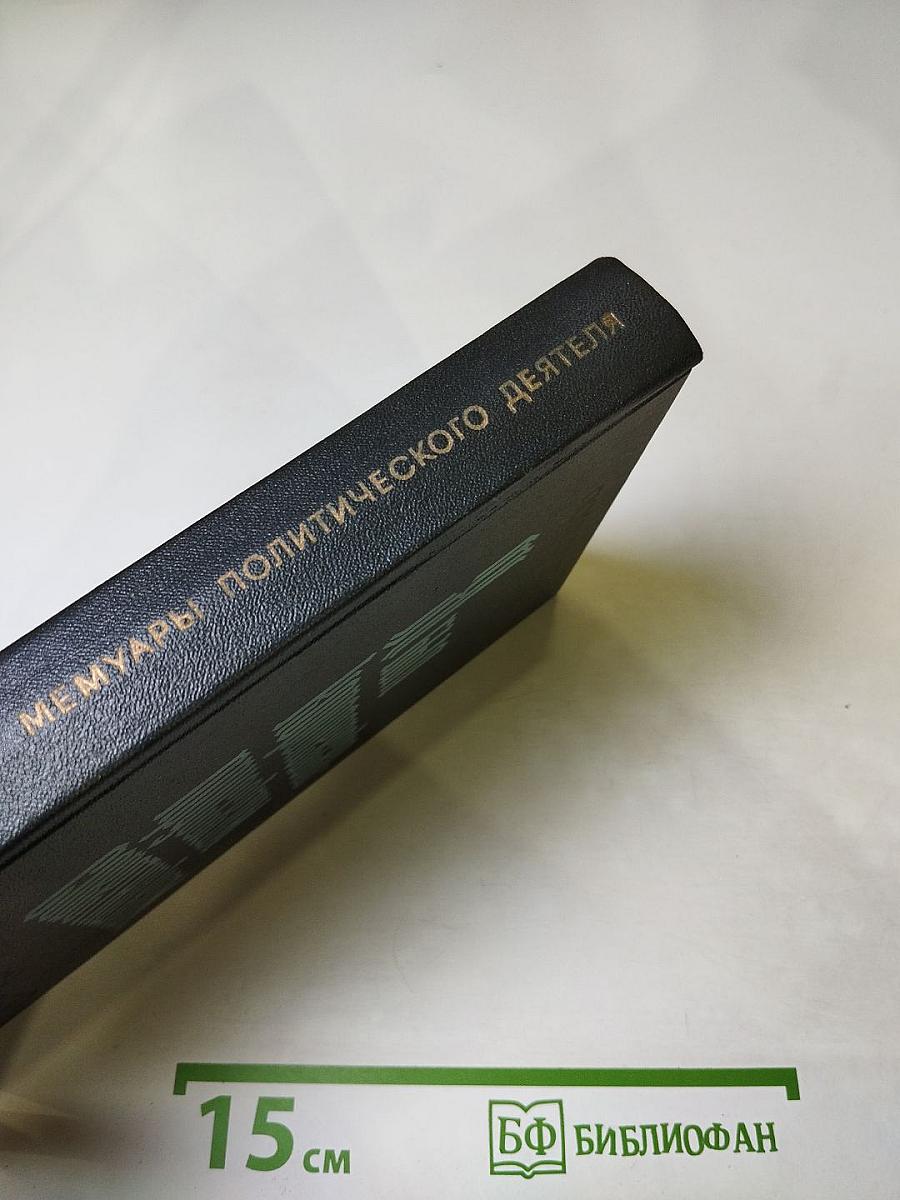 МЕМУАРЫ ПОЛИТИЧЕСКОГО ДЕЯТЕЛЯ
15 см
БФ БИБЛИОФАН